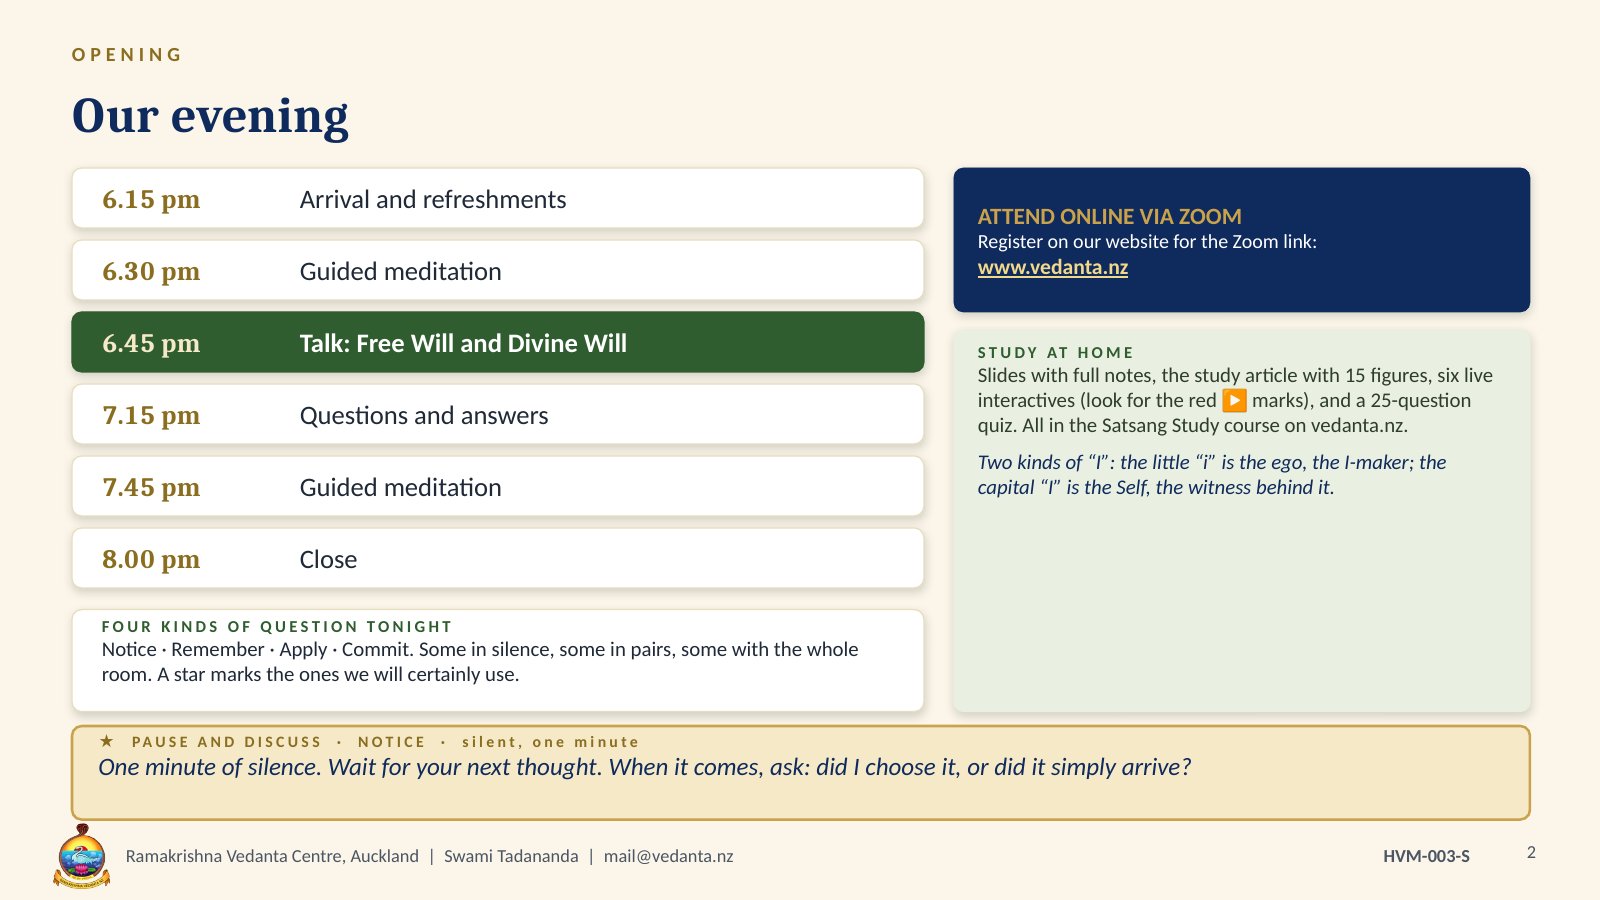 OPENING
Our evening
6.15 pm Arrival and refreshments
6.30 pm Guided meditation
6.45 pm Talk: Free Will and Divine Will
7.15 pm Questions and answers
7.45 pm Guided meditation
8.00 pm Close
FOUR KINDS OF QUESTION TONIGHT
Notice · Remember · Apply · Commit. Some in silence, some in pairs, some with the whole
room. A star marks the ones we will certainly use.
ATTEND ONLINE VIA ZOOM
Register on our website for the Zoom link:
www.vedanta.nz
STUDY AT HOME
Slides with full notes, the study article with 15 figures, six live
interactives (look for the red ▶️ marks), and a 25-question
quiz. All in the Satsang Study course on vedanta.nz.
Two kinds of “I”: the little “i” is the ego, the I-maker; the
capital “I” is the Self, the witness behind it.
★ PAUSE AND DISCUSS · NOTICE · silent, one minute
One minute of silence. Wait for your next thought. When it comes, ask: did I choose it, or did it simply arrive?
Ramakrishna Vedanta Centre, Auckland | Swami Tadananda | mail@vedanta.nz
HVM-003-S 2